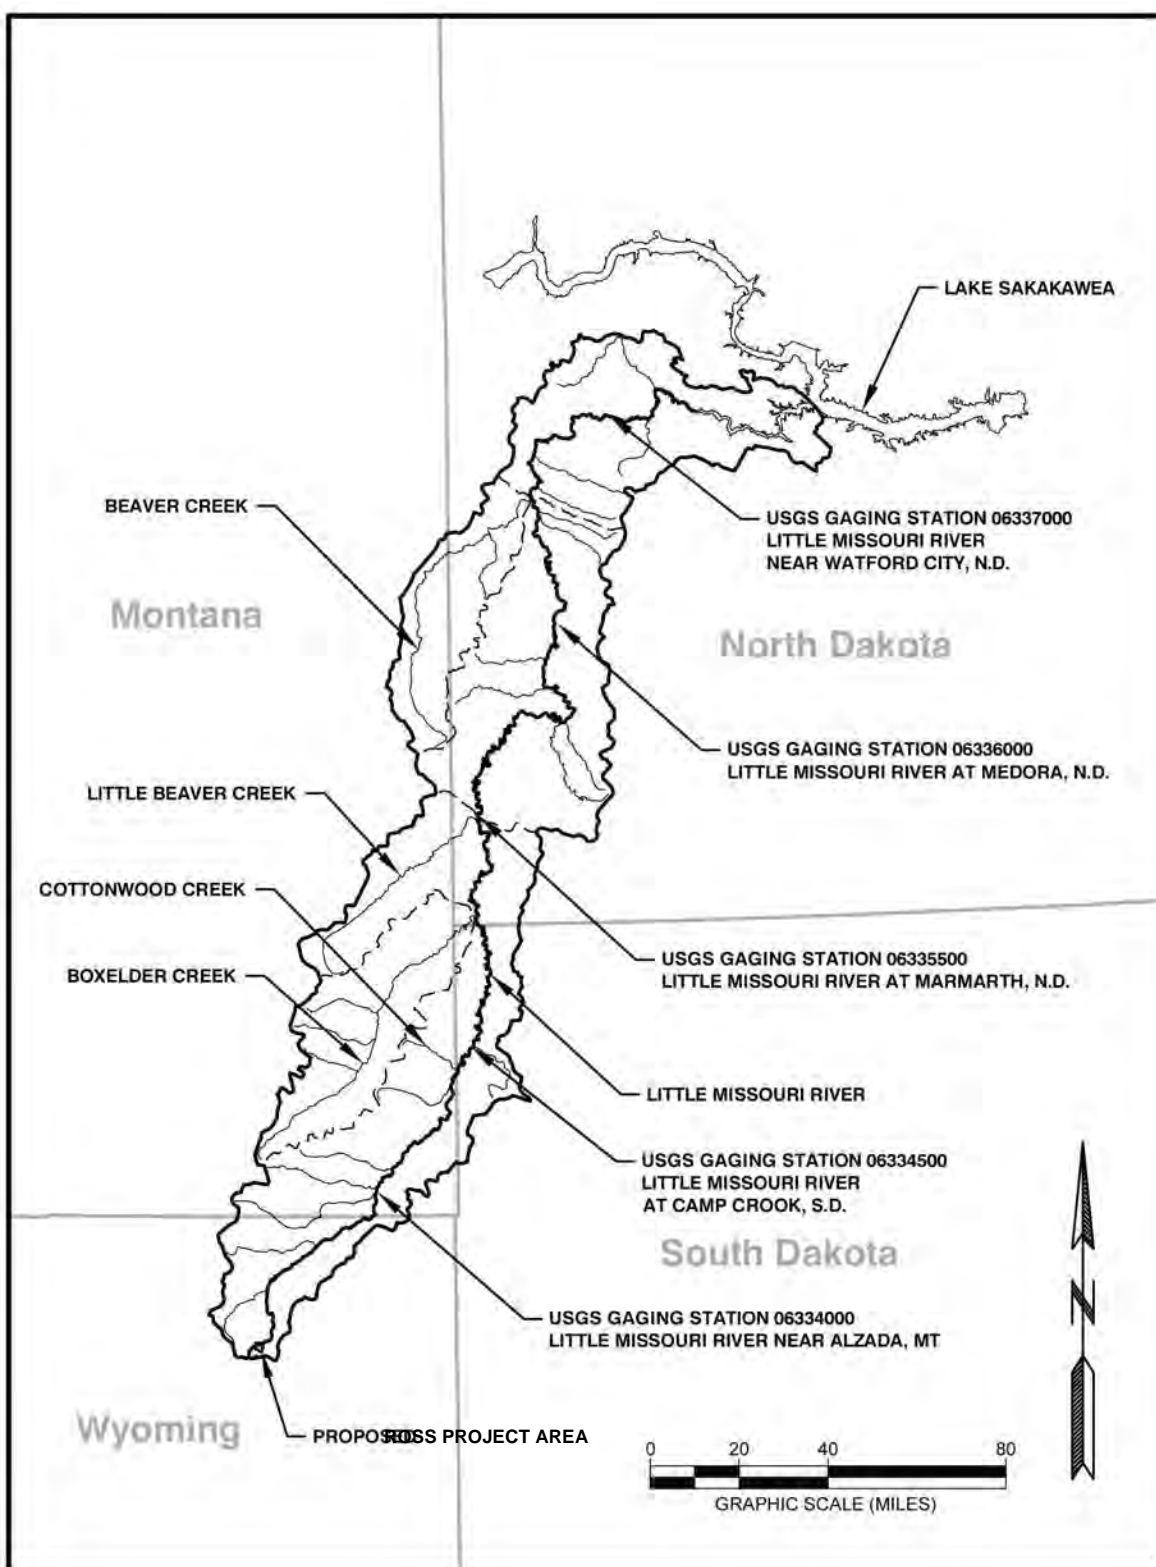 LAKE SAKAKAWEA
BEAVER CREEK
USGS GAGING STATION 06337000
LITTLE MISSOURI RIVER
NEAR WATFORD CITY, N.D.
Montana
North Dakota
USGS GAGING STATION 06336000
LITTLE MISSOURI RIVER AT MEDORA, N.D.
LITTLE BEAVER CREEK
COTTONWOOD CREEK
BOXELDER CREEK
USGS GAGING STATION 06335500
LITTLE MISSOURI RIVER AT MARMARTH, N.D.
LITTLE MISSOURI RIVER
USGS GAGING STATION 06334500
LITTLE MISSOURI RIVER
AT CAMP CROOK, S.D.
South Dakota
USGS GAGING STATION 06334000
LITTLE MISSOURI RIVER NEAR ALZADA, MT
Wyoming
ROSS PROJECT AREA
N
0 20 40 80
GRAPHIC SCALE (MILES)